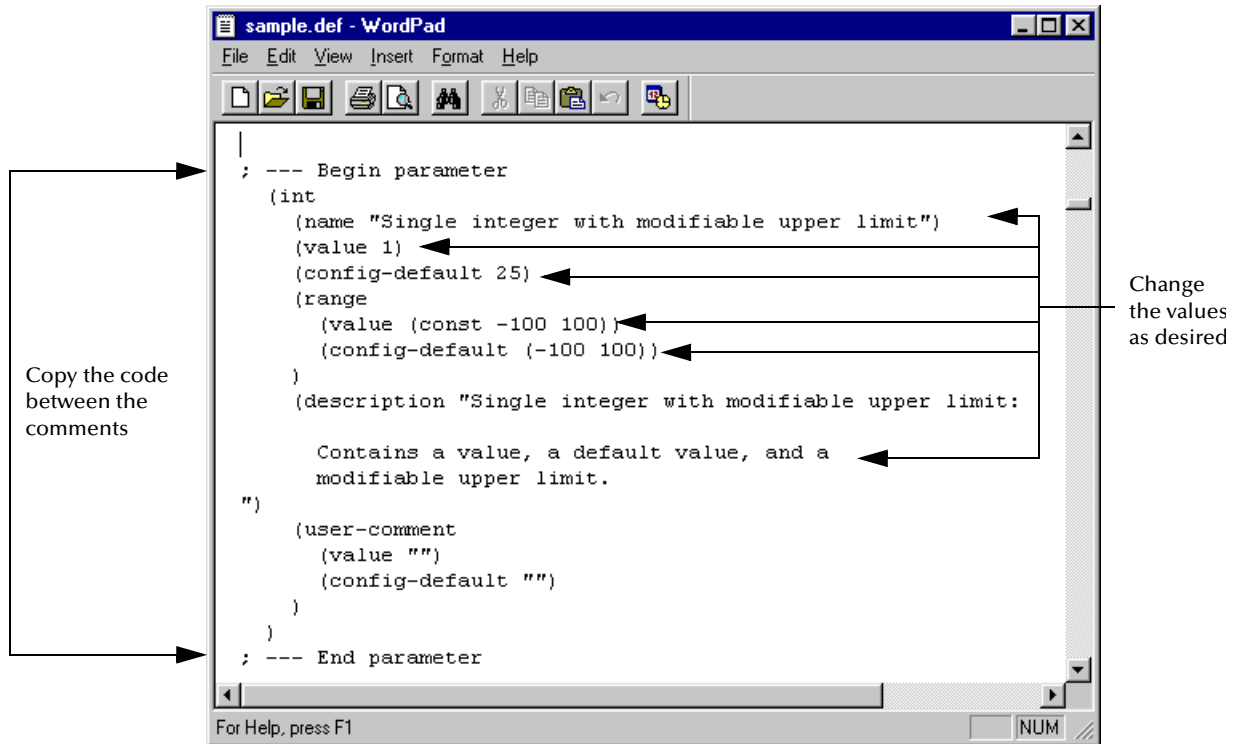 sample.def - WordPad
File Edit View Insert Format Help
; --- Begin parameter
(int
(name "Single integer with modifiable upper limit")
(value 1)
(config-default 25)
(range
(value (const -100 100))
(config-default (-100 100))
)
(description "Single integer with modifiable upper limit:
Contains a value, a default value, and a
modifiable upper limit.
")
(user-comment
(value "")
(config-default "")
)
)
; --- End parameter
For Help, press F1
NUM
Copy the code
between the
comments
Change
the values
as desired